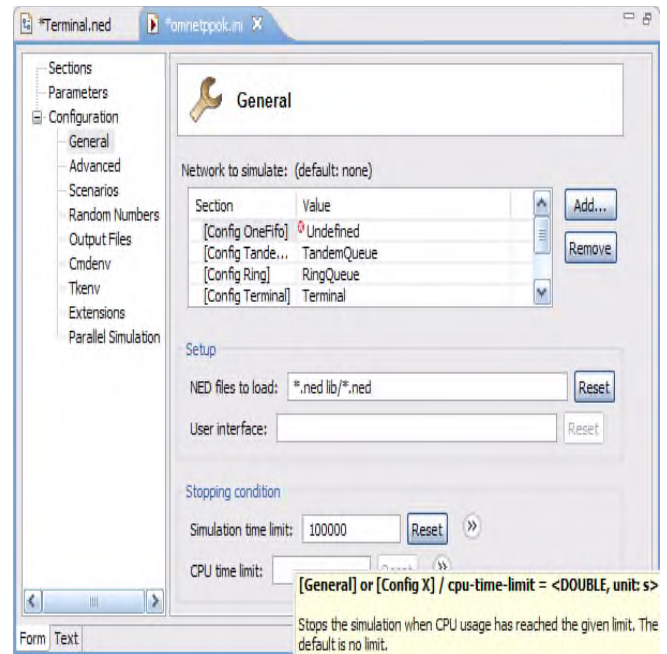 *Terminal.ned
*omnetppok.ini
Sections
Parameters
Configuration
General
Advanced
Scenarios
Random Numbers
Output Files
Cmdenv
Tkenv
Extensions
Parallel Simulation
General
Network to simulate: (default: none)
Section Value
[Config OneFifo] Undefined
[Config Tande... TandemQueue
[Config Ring] RingQueue
[Config Terminal] Terminal
Add...
Remove
Setup
NED files to load: *.ned lib/*.ned Reset
User interface: Reset
Stopping condition
Simulation time limit: 100000 Reset
CPU time limit:
[General] or [Config X] / cpu-time-limit = <DOUBLE, unit: s>
Stops the simulation when CPU usage has reached the given limit. The
default is no limit.
Form Text